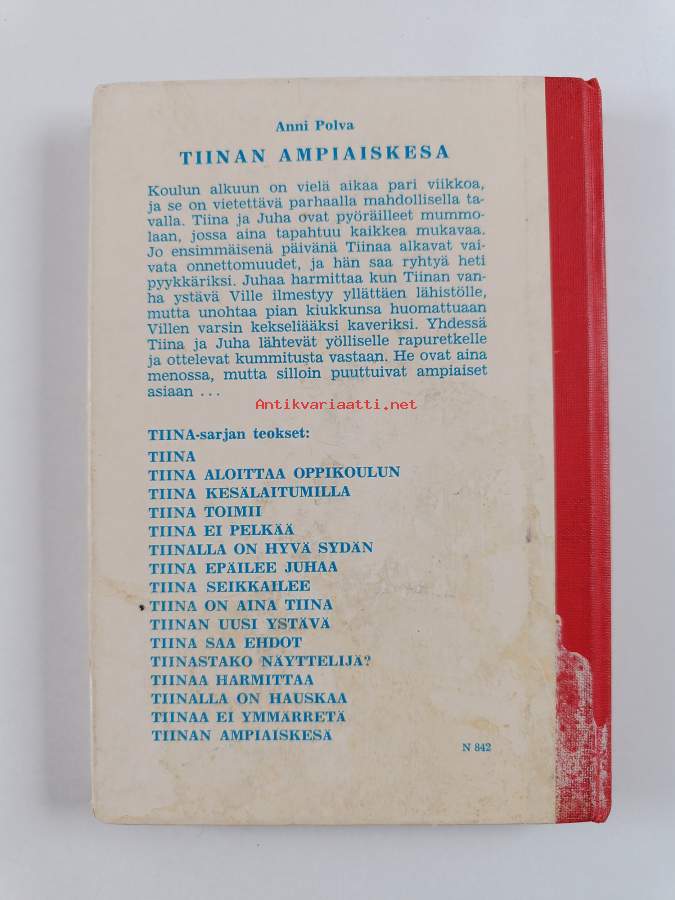 Anni Polva
TIINAN AMPIAISKESA
Koulun alkuun on vielä aikaa pari viikkoa,
ja se on vietettävä parhaalla mahdollisella ta-
valla. Tiina ja Juha ovat pyöräilleet mummo-
laan, jossa aina tapahtuu kaikkea mukavaa.
Jo ensimmäisenä päivänä Tiinaa alkavat vai-
vata onnettomuudet, ja hän saa ryhtyä heti
pyykkäriksi. Juhaa harmittaa kun Tiinan van-
ha ystävä Ville ilmestyy yllättäen lähistölle,
mutta unohtaa pian kiukkunsa huomattuaan
Villen varsin kekseliääksi kaveriksi. Yhdessä
Tiina ja Juha lähtevät yölliselle rapuretkelle
ja ottelevat kummitusta vastaan. He ovat aina
menossa, mutta silloin puuttuivat ampiaiset
asiaan ...
Antikvariaatti.net
TIINA-sarjan teokset:
TIINA
TIINA ALOITTAA OPPIKOULUN
TIINA KESÄLAITUMILLA
TIINA TOIMII
TIINA EI PELKÄÄ
TIINALLA ON HYVÄ SYDÄN
TIINA EPÄILEE JUHAA
TIINA SEIKKAILEE
TIINA ON AINA TIINA
TIINAN UUSI YSTÄVÄ
TIINA SAA EHDOT
TIINASTAKO NÄYTTELIJÄ?
TIINAA HARMITTAA
TIINALLA ON HAUSKAA
TIINAA EI YMMÄRRETÄ
TIINAN AMPIAISKESÄ
N 842